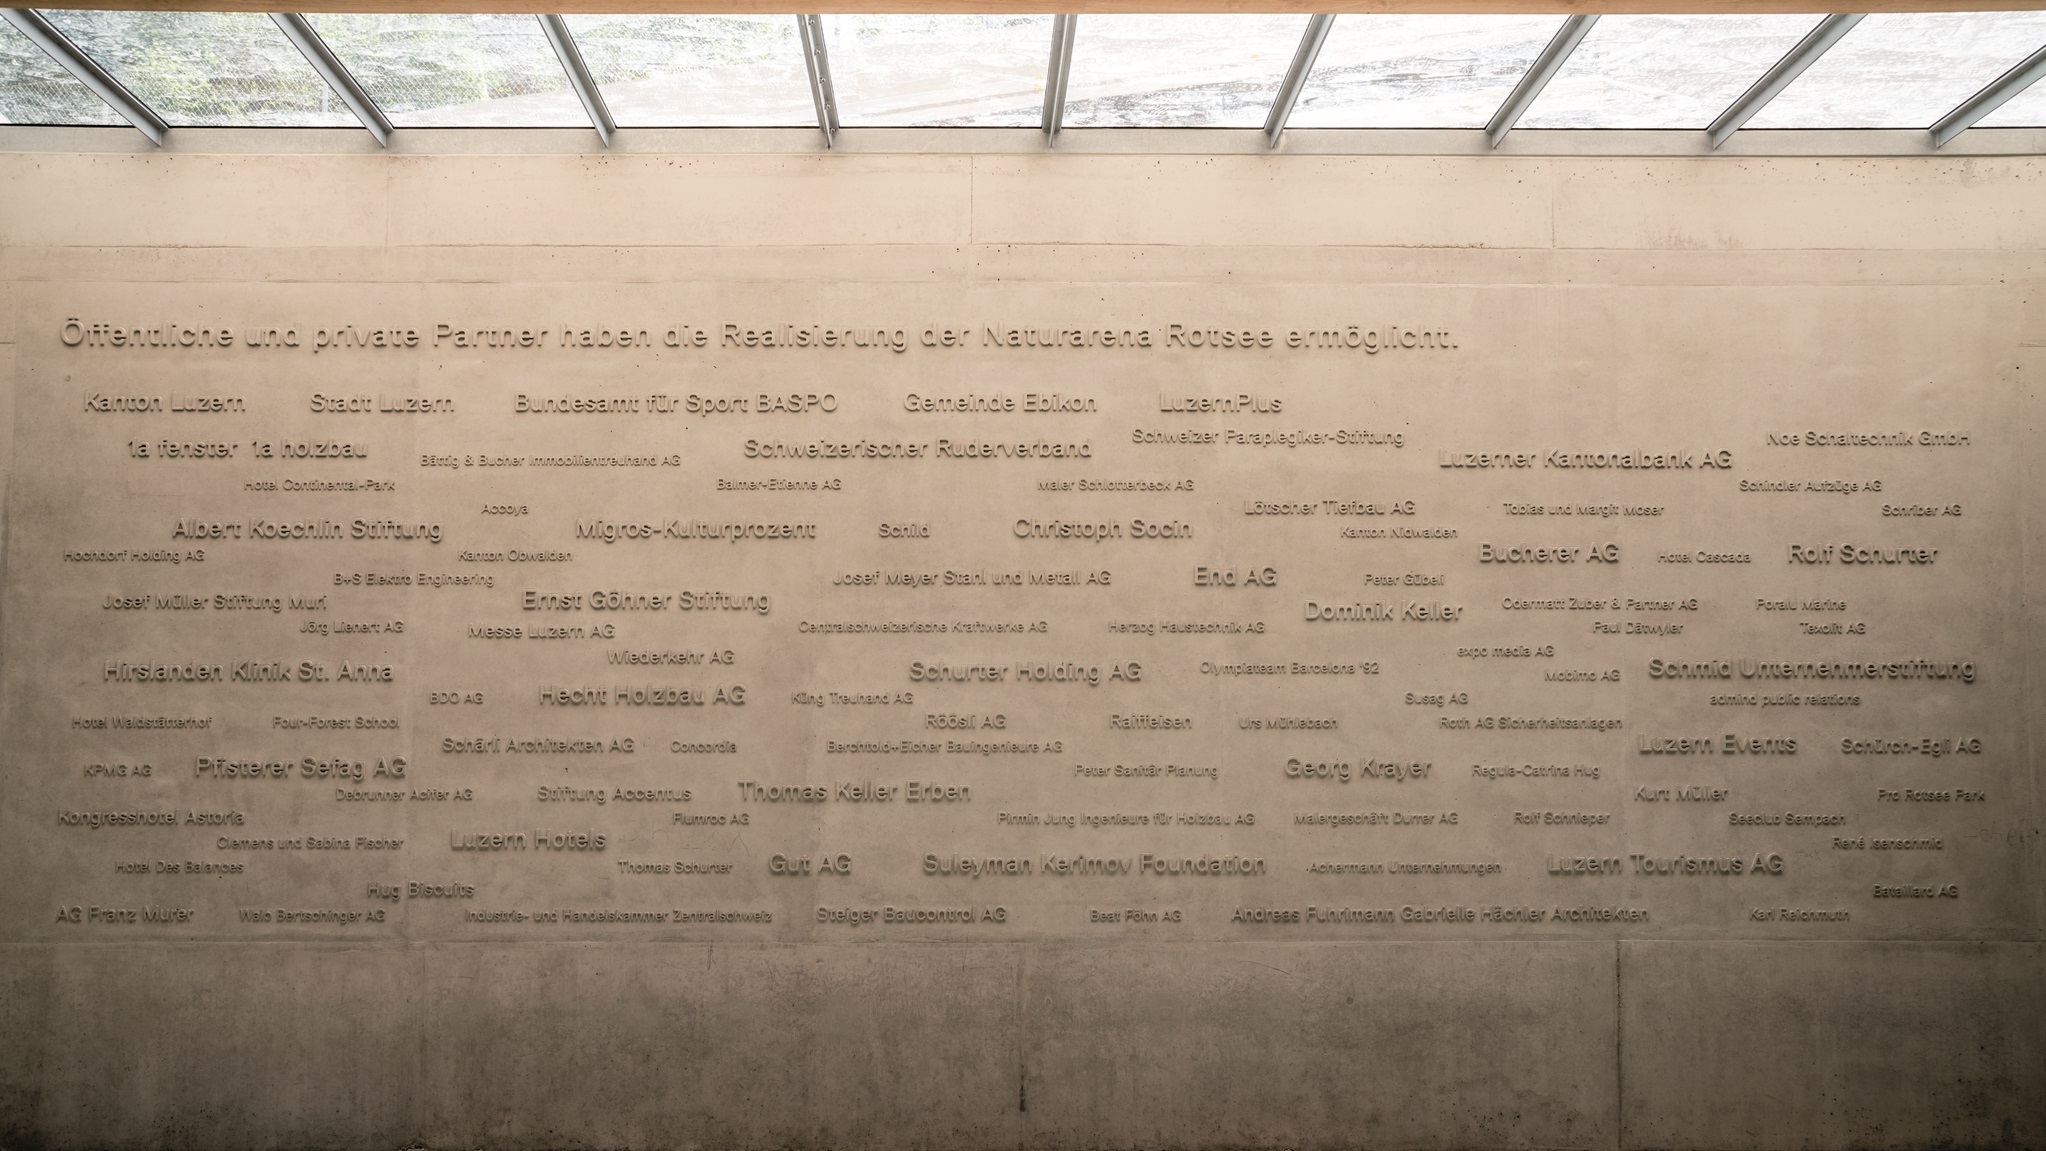 Öffentliche und private Partner haben die Realisierung der Naturarena Rotsee ermöglicht.
Kanton Luzern Stadt Luzern Bundesamt für Sport BASPO Gemeinde Ebikon LuzernPlus
1a fenster 1a holzbau Bättig & Bucher Immobilientreuhand AG Schweizerischer Ruderverband Schweizer Paraplegiker-Stiftung Luzerner Kantonalbank AG Noe Schaltechnik GmbH
Hotel Continental-Park Balmer-Etienne AG Maler Schlotterbeck AG Schindler Aufzüge AG
Accoya Lötscher Tiefbau AG Tobias und Margit Moser Schriber AG
Albert Koechlin Stiftung Migros-Kulturprozent Schild Christoph Socin Kanton Nidwalden
Hochdorf Holding AG Kanton Obwalden Bucherer AG Hotel Cascada Rolf Schurter
B+S Elektro Engineering Josef Meyer Stahl und Metall AG End AG Peter Gübeli
Josef Müller Stiftung Muri Ernst Göhner Stiftung Dominik Keller Odermatt Zuber & Partner AG Poralu Marine
Jörg Lienert AG Messe Luzern AG Centralschweizerische Kraftwerke AG Herzog Haustechnik AG Paul Dätwyler Texolit AG
Wiederkehr AG expo media AG
Hirslanden Klinik St. Anna Schurter Holding AG Olympiateam Barcelona '92 Mobimo AG Schmid Unternehmerstiftung
BDO AG Hecht Holzbau AG Küng Treuhand AG Susag AG admind public relations
Hotel Waldstätterhof Four-Forest School Röösli AG Raiffeisen Urs Mühlebach Roth AG Sicherheitsanlagen
Schärli Architekten AG Concordia Berchtold+Eicher Bauingenieure AG Luzern Events Schürch-Egli AG
KPMG AG Pfisterer Sefag AG Peter Sanitär Planung Georg Krayer Regula-Catrina Hug
Debrunner Acifer AG Stiftung Accentus Thomas Keller Erben Kurt Müller Pro Rotsee Park
Kongresshotel Astoria Flumroc AG Pirmin Jung Ingenieure für Holzbau AG Malergeschäft Durrer AG Rolf Schnieper Seeclub Sempach
Clemens und Sabina Fischer Luzern Hotels René Isenschmid
Hotel Des Balances Thomas Schurter Gut AG Suleyman Kerimov Foundation Achermann Unternehmungen Luzern Tourismus AG
Hug Biscuits Bataillard AG
AG Franz Murer Walo Bertschinger AG Industrie- und Handelskammer Zentralschweiz Steiger Baucontrol AG Beat Föhn AG Andreas Fuhrimann Gabrielle Hächler Architekten Karl Reichmuth